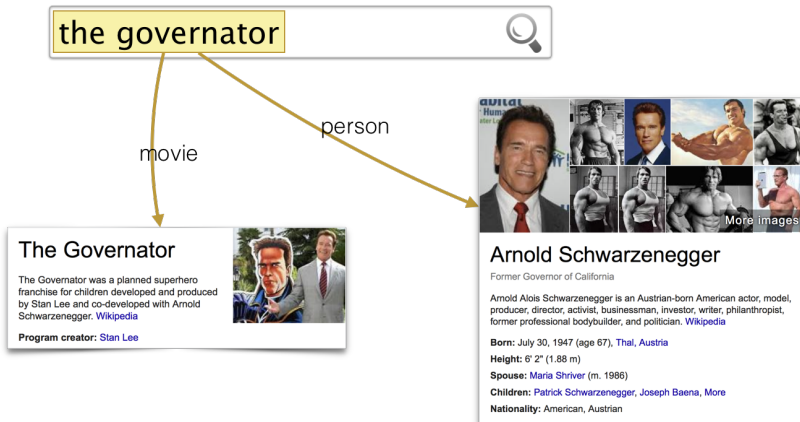 the governator
movie
person
abitat
Human
ater Lo
More images
The Governator
The Governator was a planned superhero
franchise for children developed and produced
by Stan Lee and co-developed with Arnold
Schwarzenegger. Wikipedia
Program creator: Stan Lee
Arnold Schwarzenegger
Former Governor of California
Arnold Alois Schwarzenegger is an Austrian-born American actor, model,
producer, director, activist, businessman, investor, writer, philanthropist,
former professional bodybuilder, and politician. Wikipedia
Born: July 30, 1947 (age 67), Thal, Austria
Height: 6' 2" (1.88 m)
Spouse: Maria Shriver (m. 1986)
Children: Patrick Schwarzenegger, Joseph Baena, More
Nationality: American, Austrian